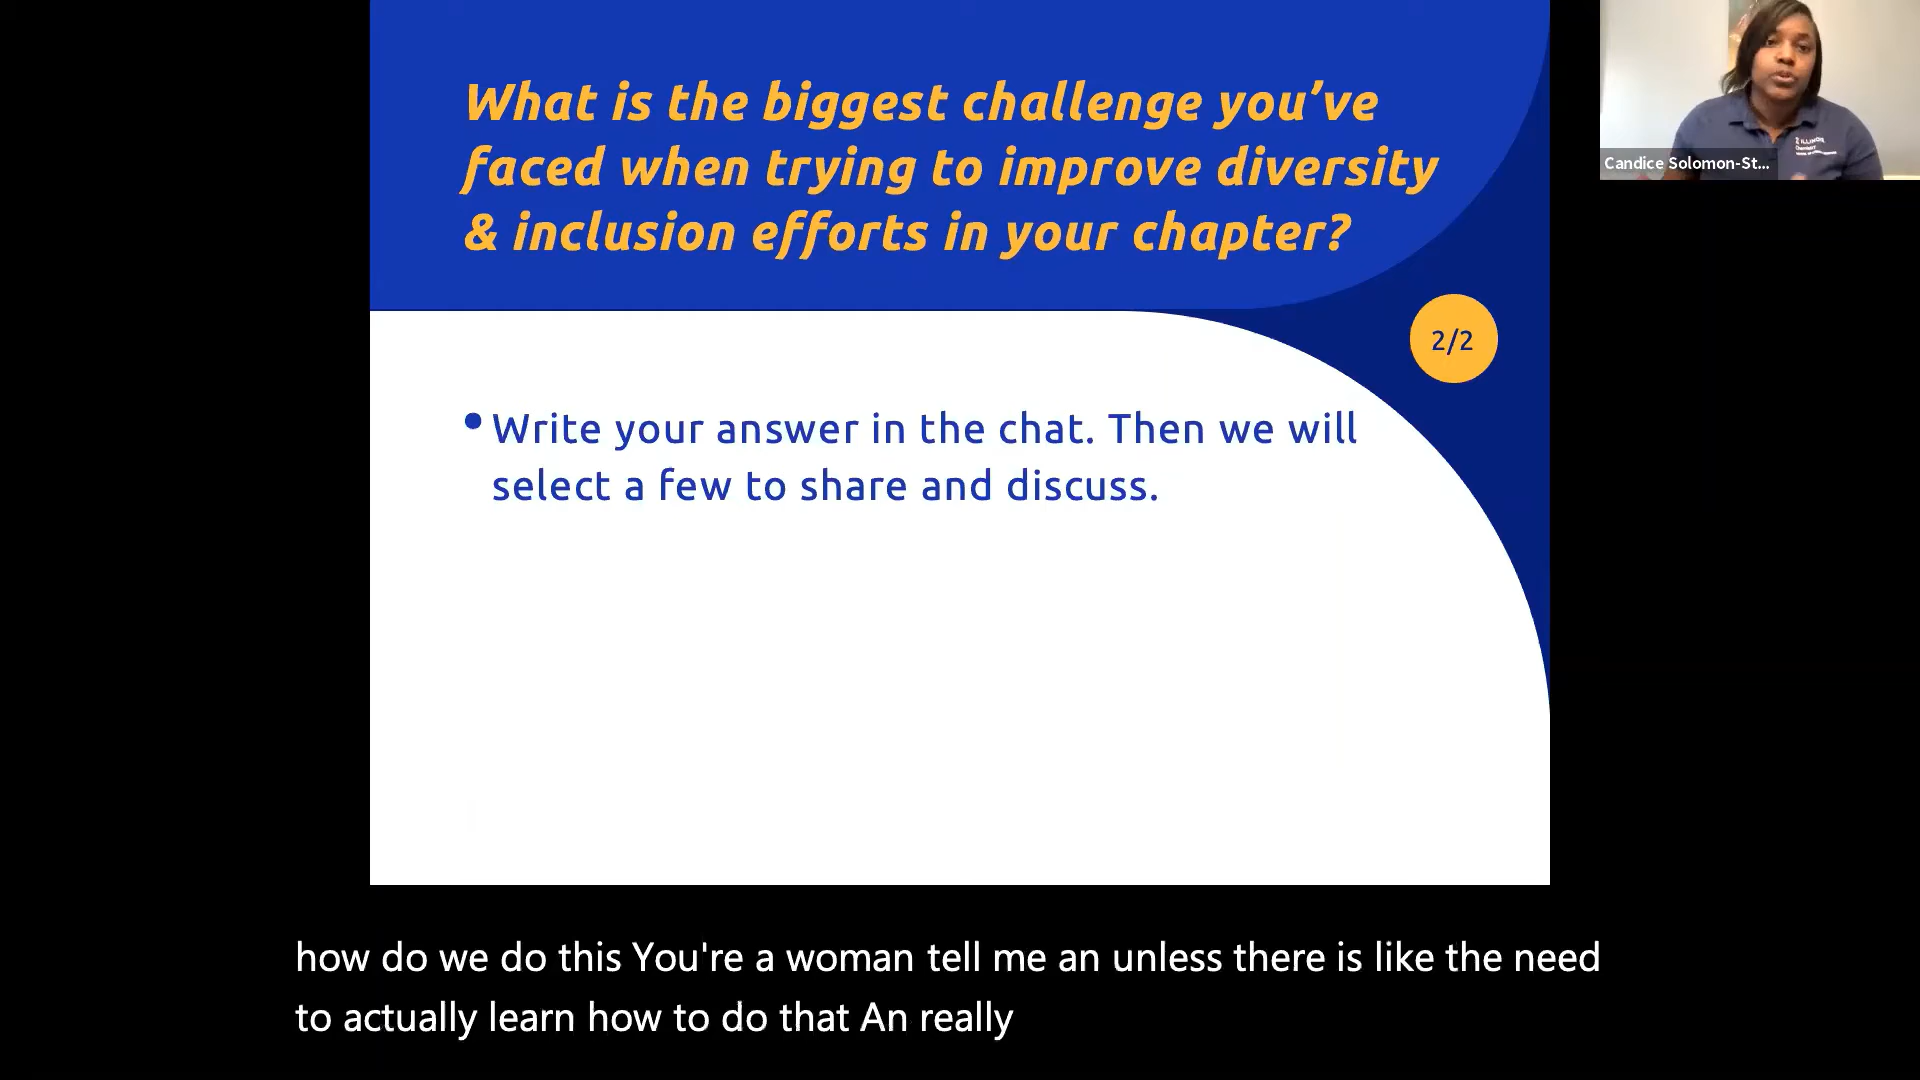 What is the biggest challenge you've
faced when trying to improve diversity
& inclusion efforts in your chapter?
2/2
• Write your answer in the chat. Then we will
select a few to share and discuss.
Candice Solomon-St...
ILLINOIS
how do we do this You're a woman tell me an unless there is like the need
to actually learn how to do that An really